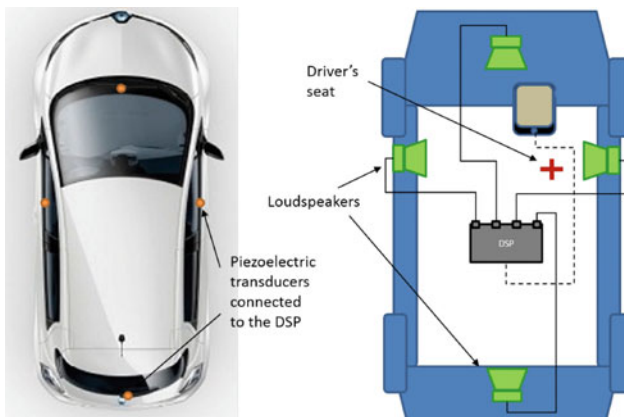 Driver's
seat
Loudspeakers
DSP
Piezoelectric
transducers
connected
to the DSP